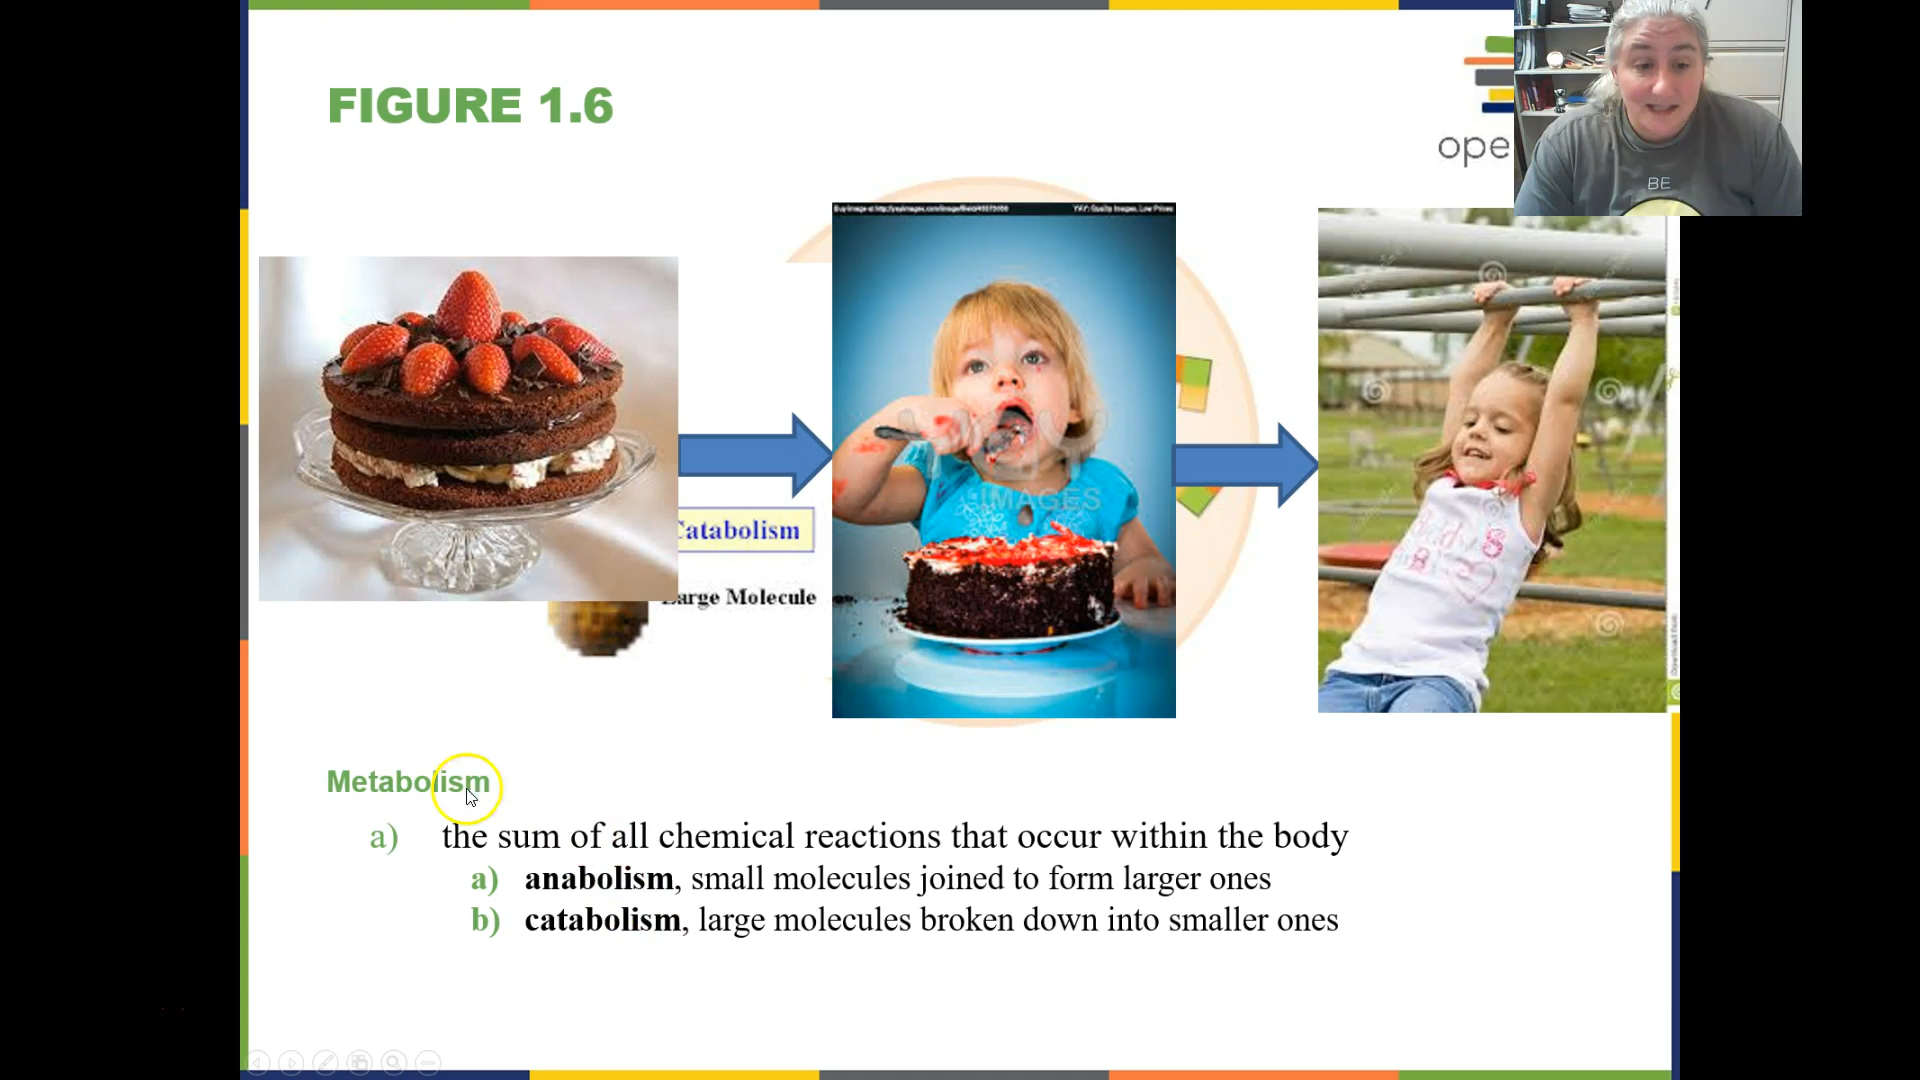 FIGURE 1.6
ope
BE
IMAGES
Catabolism
Large Molecule
Metabolism
a) the sum of all chemical reactions that occur within the body
a) anabolism, small molecules joined to form larger ones
b) catabolism, large molecules broken down into smaller ones